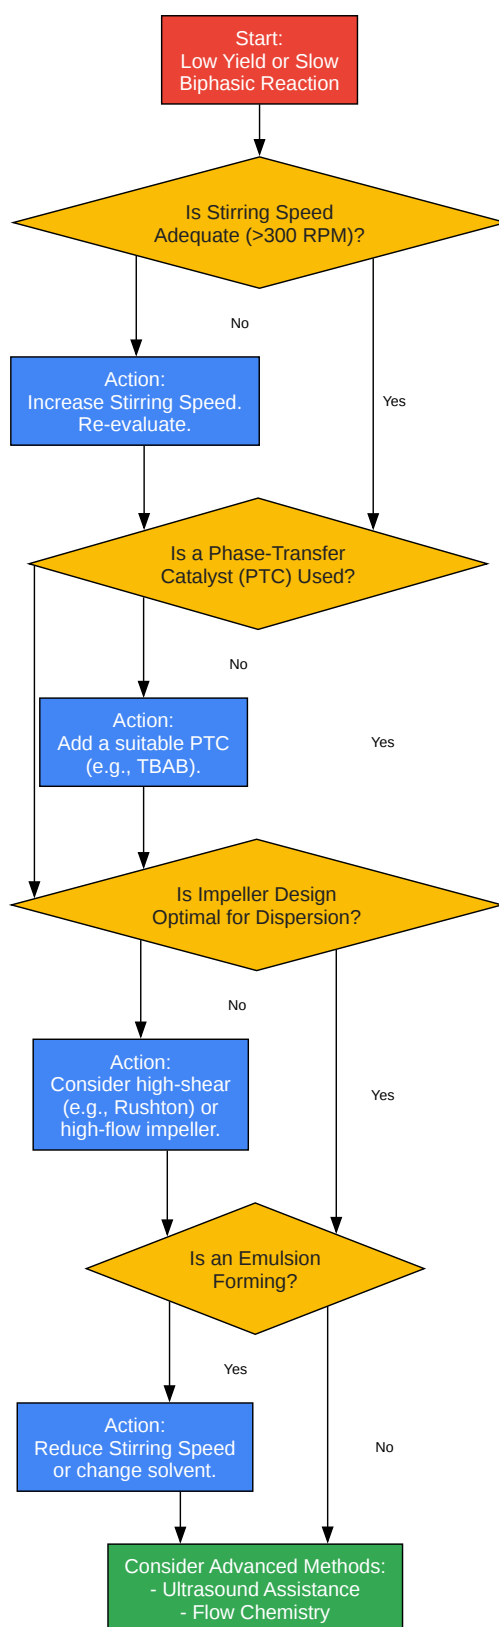 Start:
Low Yield or Slow
Biphasic Reaction
Is Stirring Speed
Adequate (>300 RPM)?
No
Yes
Action:
Increase Stirring Speed.
Re-evaluate.
Is a Phase-Transfer
Catalyst (PTC) Used?
No
Yes
Action:
Add a suitable PTC
(e.g., TBAB).
Is Impeller Design
Optimal for Dispersion?
No
Yes
Action:
Consider high-shear
(e.g., Rushton) or
high-flow impeller.
Is an Emulsion
Forming?
Yes
No
Action:
Reduce Stirring Speed
or change solvent.
Consider Advanced Methods:
- Ultrasound Assistance
- Flow Chemistry